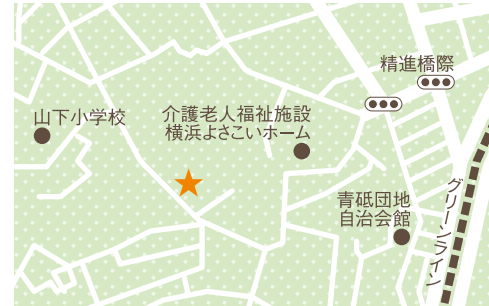 精進橋際
山下小学校
介護老人福祉施設
横浜よさこいホーム
青砥団地
自治会館
グリーンライン